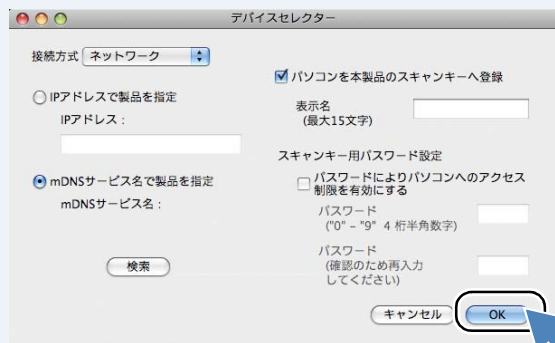 デバイスセレクター
接続方式 ネットワーク
IPアドレスで製品を指定
IPアドレス：
mDNSサービス名で製品を指定
mDNSサービス名：
検索
パソコンを本製品のスキャンキーへ登録
表示名
(最大15文字)
スキャンキー用パスワード設定
パスワードによりパソコンへのアクセス
制限を有効にする
パスワード
("0" – "9" 4 桁半角数字)
パスワード
(確認のため再入力
してください)
キャンセル OK